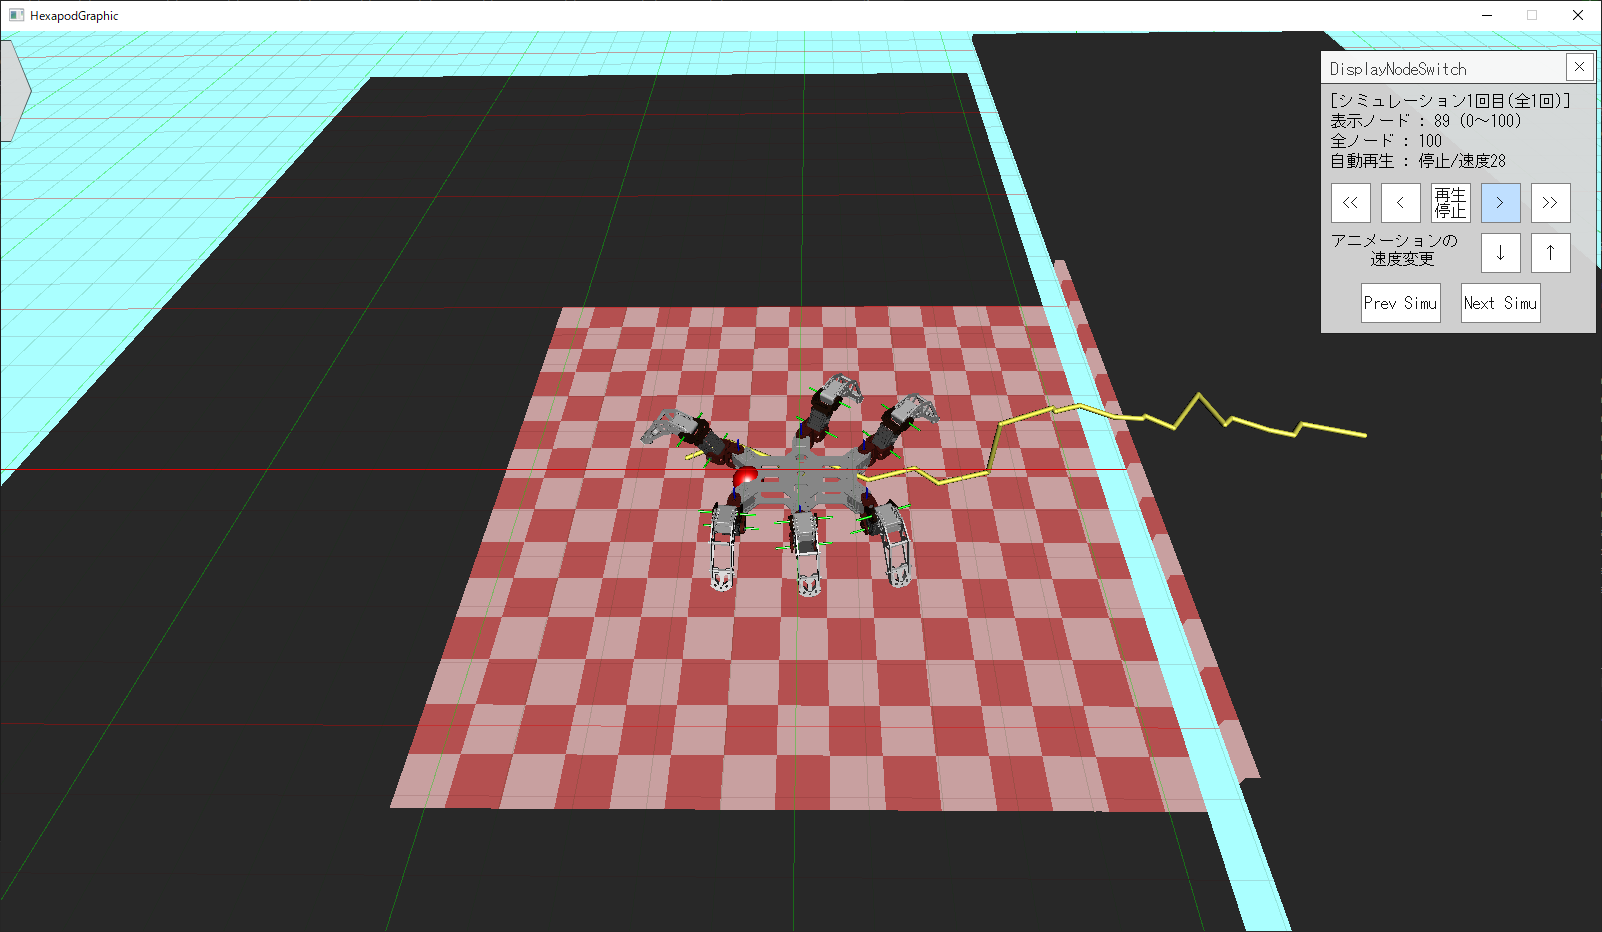 HexapodGraphic
DisplayNodeSwitch
[シミュレーション1回目(全1回)]
表示ノード : 89 (0～100)
全ノード : 100
自動再生 : 停止/速度28
<< < 再生停止 > >>
アニメーションの
速度変更 ↓ ↑
Prev Simu Next Simu